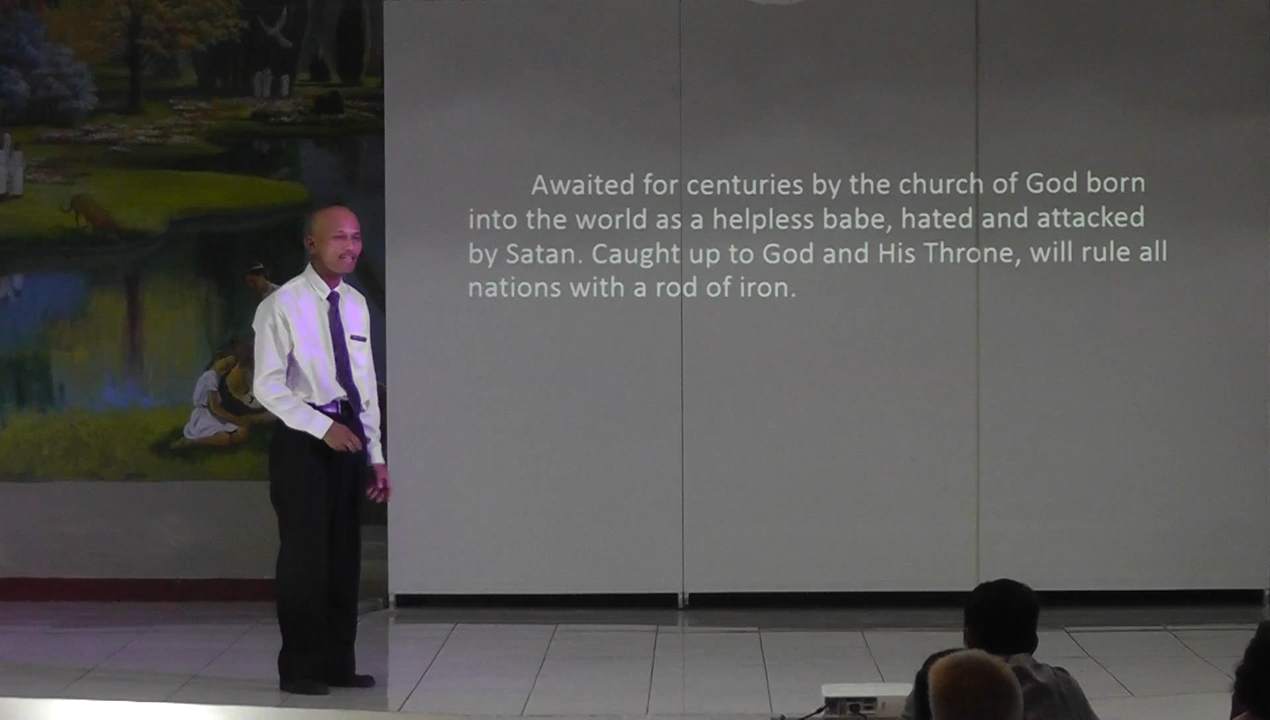 Awaited for centuries by the church of God born
into the world as a helpless babe, hated and attacked
by Satan. Caught up to God and His Throne, will rule all
nations with a rod of iron.